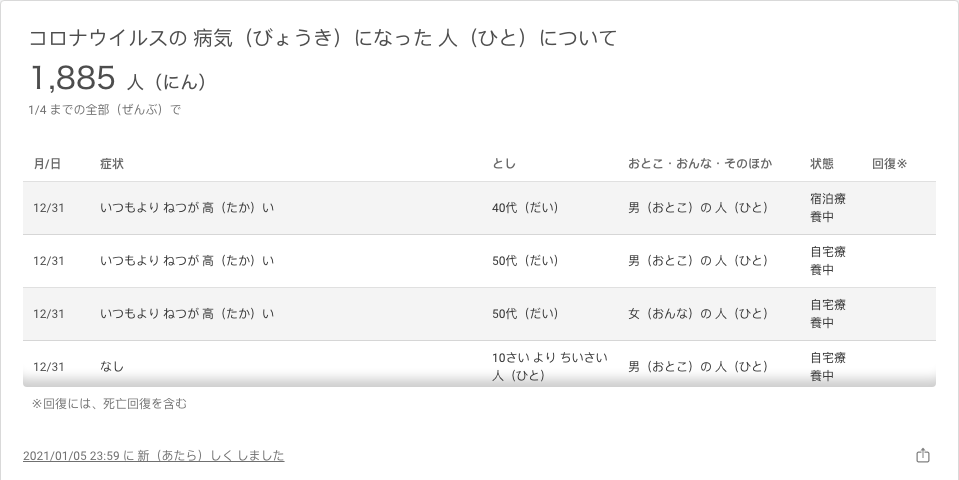 コロナウイルスの 病気（びょうき）になった 人（ひと）について
1,885 人（にん）
1/4 までの全部（ぜんぶ）で
月/日 症状 とし おとこ・おんな・そのほか 状態 回復※
12/31 いつもより ねつが 高（たか）い 40代（だい） 男（おとこ）の 人（ひと） 宿泊療
養中
12/31 いつもより ねつが 高（たか）い 50代（だい） 男（おとこ）の 人（ひと） 自宅療
養中
12/31 いつもより ねつが 高（たか）い 50代（だい） 女（おんな）の 人（ひと） 自宅療
養中
12/31 なし 10さい より ちいさい 男（おとこ）の 人（ひと） 自宅療
人（ひと） 養中
※回復には、死亡回復を含む
2021/01/05 23:59 に 新（あたら）しく しました